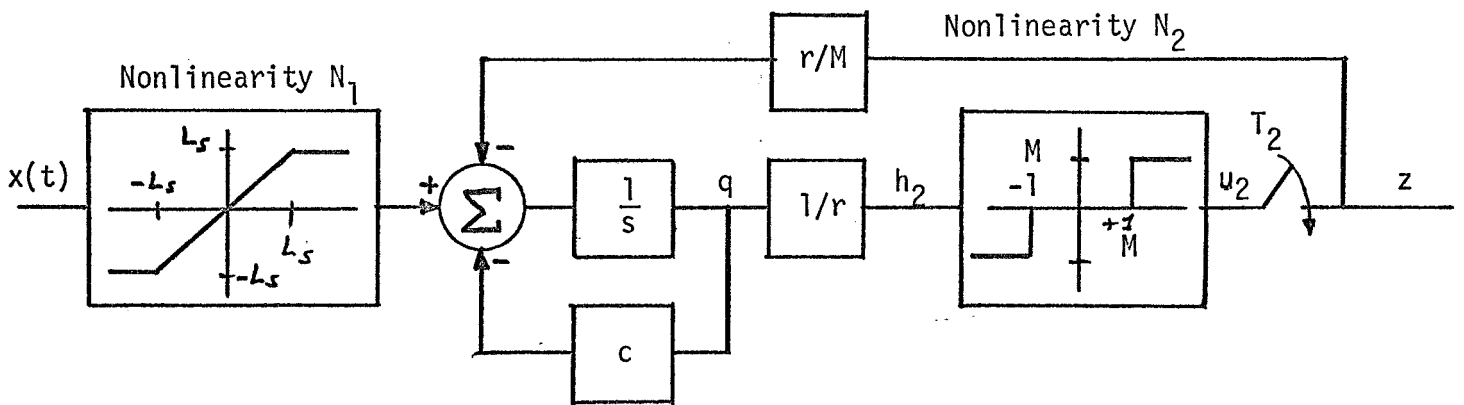 Nonlinearity N₂
r/M
Nonlinearity N₁
Lₛ
-Lₛ
Lₛ
-Lₛ
x(t)
+
-
Σ
-
1/s
q
1/r
h₂
M
-1
+1
M
u₂
T₂
z
c